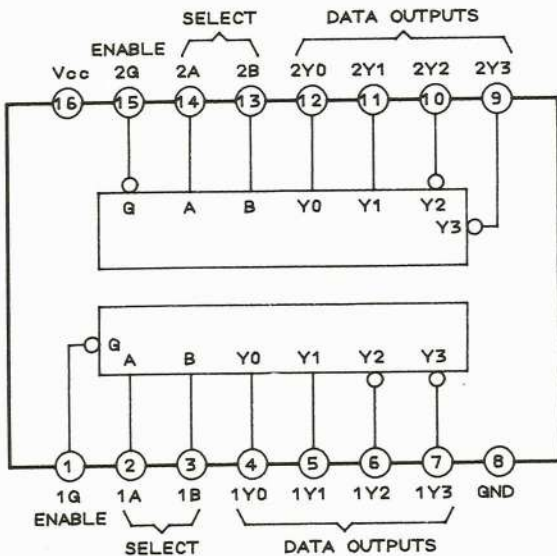 SELECT DATA OUTPUTS
ENABLE
Vcc 2G 2A 2B 2Y0 2Y1 2Y2 2Y3
16 15 14 13 12 11 10 9
G A B Y0 Y1 Y2
Y3
G
A B Y0 Y1 Y2 Y3
1 2 3 4 5 6 7 8
1G 1A 1B 1Y0 1Y1 1Y2 1Y3 GND
ENABLE
SELECT DATA OUTPUTS